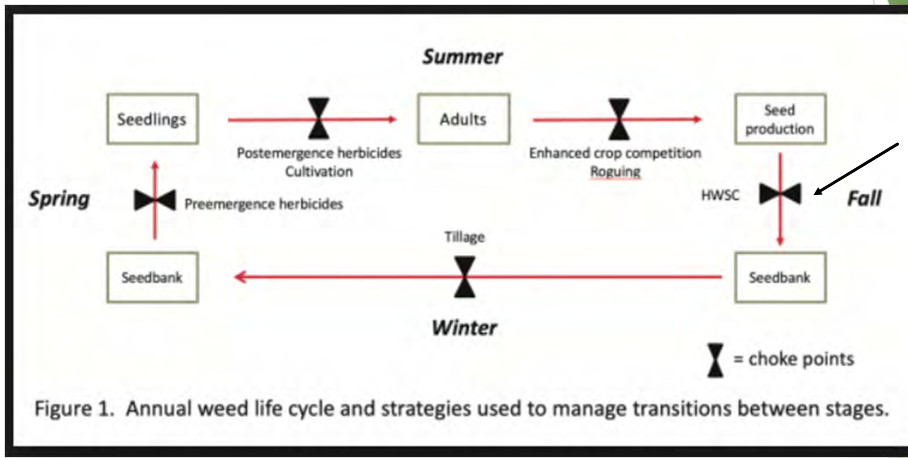 Summer
Seedlings
Adults
Seed
production
Postemergence herbicides
Cultivation
Enhanced crop competition
Roguing
Spring
Preemergence herbicides
HWSC
Fall
Tillage
Seedbank
Seedbank
Winter
= choke points
Figure 1. Annual weed life cycle and strategies used to manage transitions between stages.